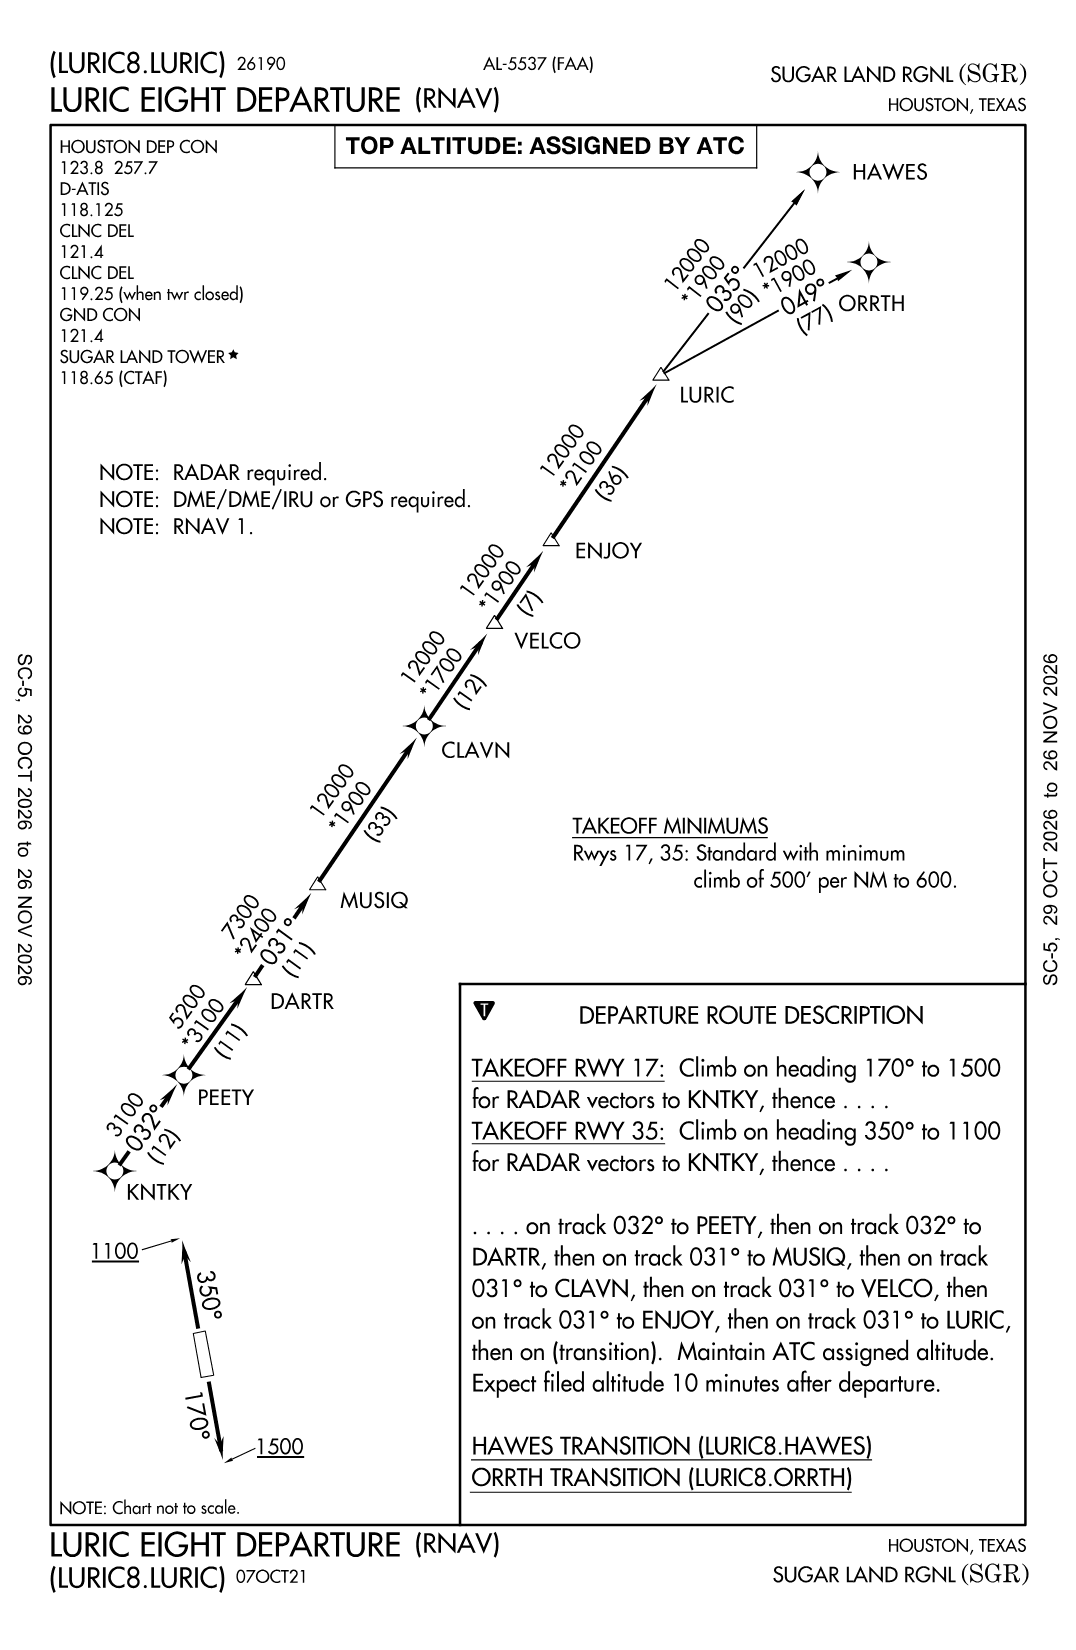 (LURIC8.LURIC) 26190
AL-5537 (FAA)
SUGAR LAND RGNL (SGR)
LURIC EIGHT DEPARTURE (RNAV)
HOUSTON, TEXAS
TOP ALTITUDE: ASSIGNED BY ATC
HOUSTON DEP CON
123.8 257.7
D-ATIS
118.125
CLNC DEL
121.4
CLNC DEL
119.25 (when twr closed)
GND CON
121.4
SUGAR LAND TOWER ★
118.65 (CTAF)
NOTE: RADAR required.
NOTE: DME/DME/IRU or GPS required.
NOTE: RNAV 1.
HAWES
12000
*1900
035°
(90)
12000
*1900
049°
(77)
ORRTH
LURIC
12000
*2100
(36)
ENJOY
12000
*1900
(7)
VELCO
12000
*1700
(12)
CLAVN
12000
*1900
(33)
MUSIQ
7300
*2400
031°
(11)
DARTR
5200
*3100
(11)
PEETY
3100
032°
(12)
KNTKY
1100
350°
170°
1500
NOTE: Chart not to scale.
TAKEOFF MINIMUMS
Rwys 17, 35: Standard with minimum
climb of 500' per NM to 600.
T
DEPARTURE ROUTE DESCRIPTION
TAKEOFF RWY 17: Climb on heading 170° to 1500
for RADAR vectors to KNTKY, thence . . . .
TAKEOFF RWY 35: Climb on heading 350° to 1100
for RADAR vectors to KNTKY, thence . . . .
. . . . on track 032° to PEETY, then on track 032° to
DARTR, then on track 031° to MUSIQ, then on track
031° to CLAVN, then on track 031° to VELCO, then
on track 031° to ENJOY, then on track 031° to LURIC,
then on (transition). Maintain ATC assigned altitude.
Expect filed altitude 10 minutes after departure.
HAWES TRANSITION (LURIC8.HAWES)
ORRTH TRANSITION (LURIC8.ORRTH)
SC-5, 29 OCT 2026 to 26 NOV 2026
SC-5, 29 OCT 2026 to 26 NOV 2026
LURIC EIGHT DEPARTURE (RNAV)
HOUSTON, TEXAS
(LURIC8.LURIC) 07OCT21
SUGAR LAND RGNL (SGR)